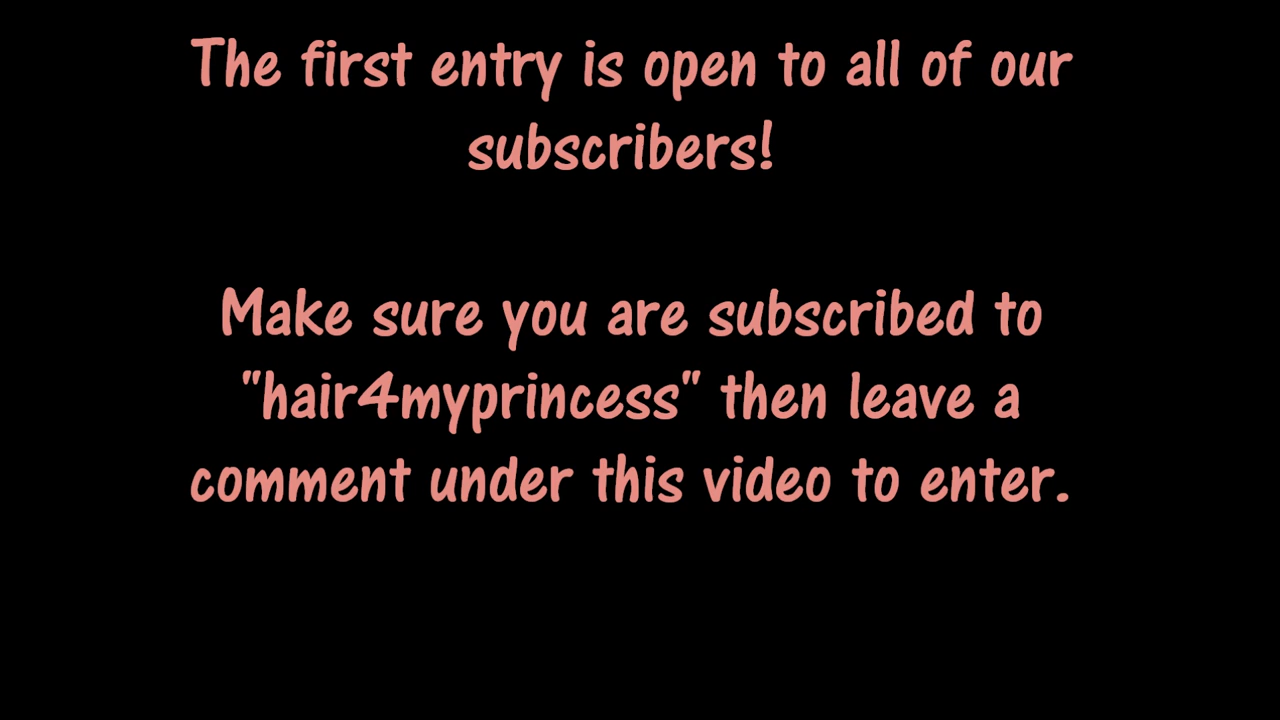 The first entry is open to all of our
subscribers!
Make sure you are subscribed to
"hair4myprincess" then leave a
comment under this video to enter.